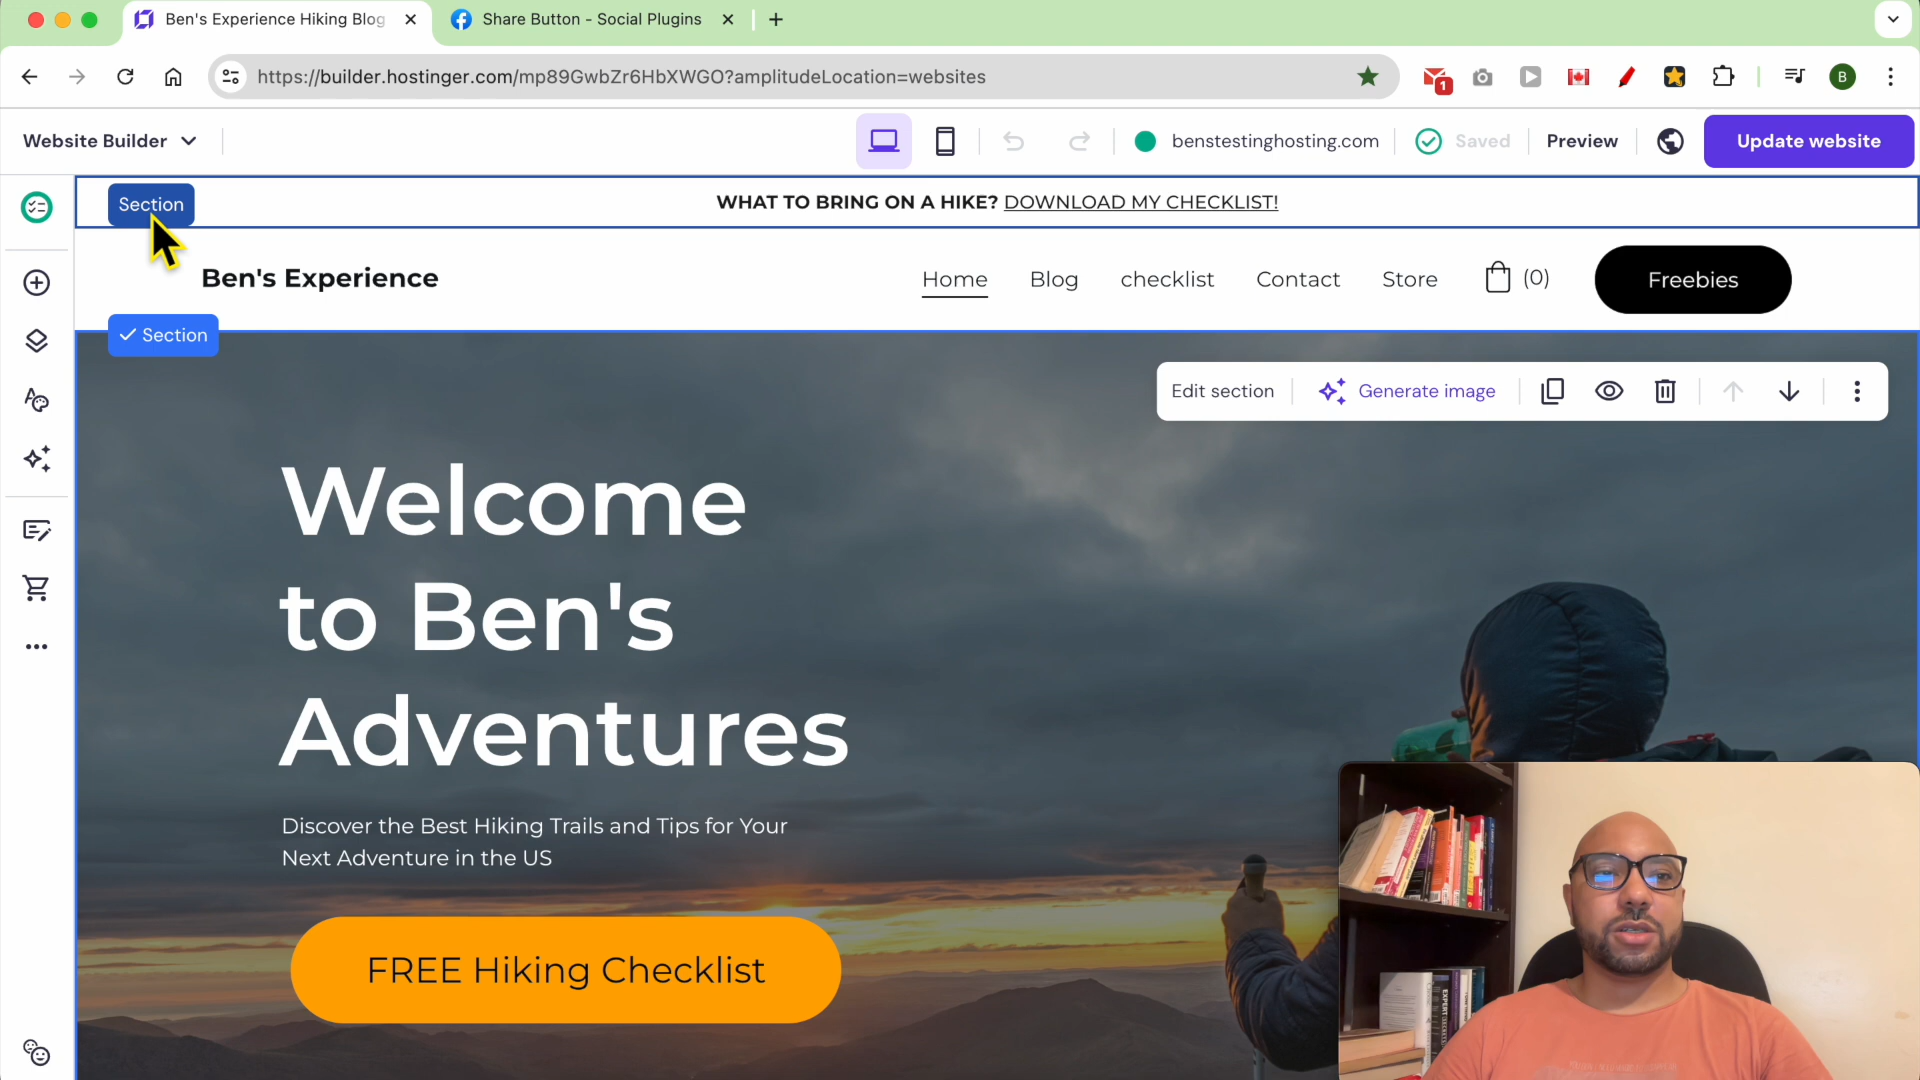 Ben's Experience Hiking Blog
Share Button - Social Plugins
https://builder.hostinger.com/mp89GwbZr6HbXWGO?amplitudeLocation=websites
1
B
Website Builder
benstestinghosting.com
Saved
Preview
Update website
Section
WHAT TO BRING ON A HIKE? DOWNLOAD MY CHECKLIST!
Ben's Experience
Home
Blog
checklist
Contact
Store
(0)
Freebies
Section
Edit section
Generate image
Welcome
to Ben's
Adventures
Discover the Best Hiking Trails and Tips for Your
Next Adventure in the US
FREE Hiking Checklist
EXPERT
SECRETS